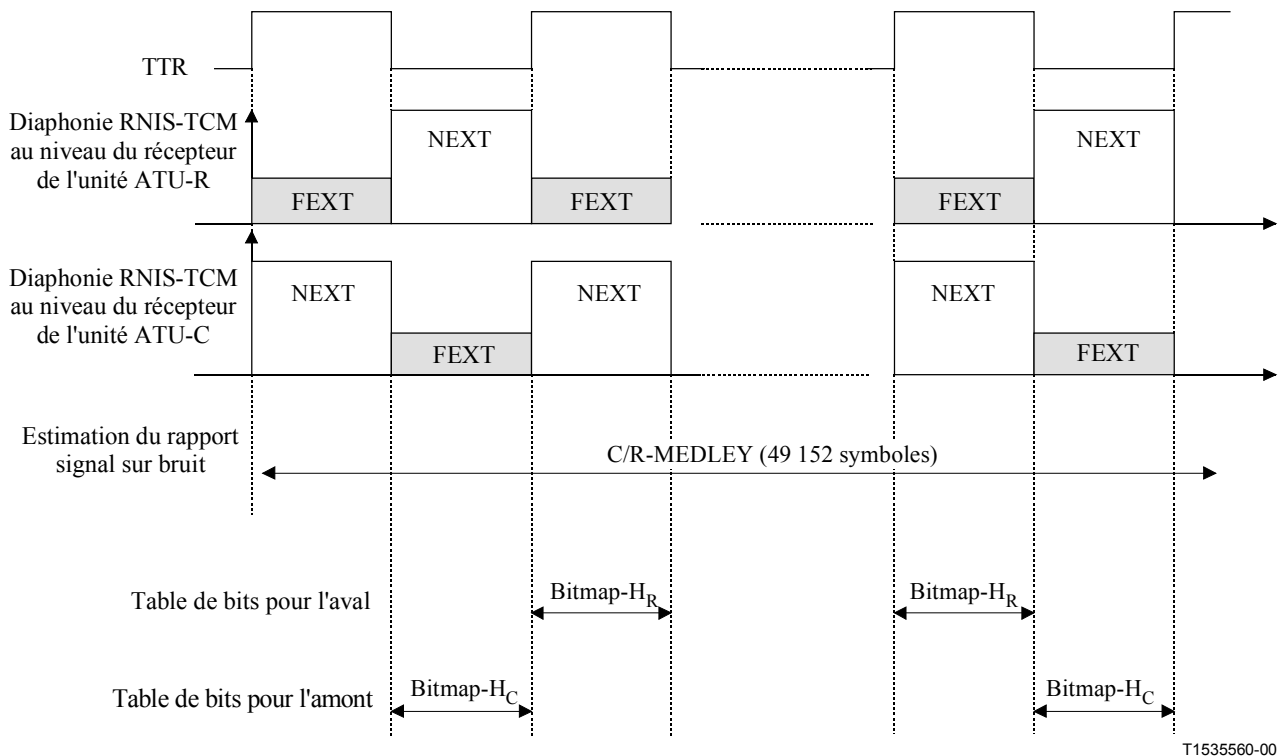 TTR
Diaphonie RNIS-TCM
au niveau du récepteur
de l'unité ATU-R
NEXT
NEXT
FEXT
FEXT
FEXT
Diaphonie RNIS-TCM
au niveau du récepteur
de l'unité ATU-C
NEXT
NEXT
NEXT
FEXT
FEXT
Estimation du rapport
signal sur bruit
C/R-MEDLEY (49 152 symboles)
Table de bits pour l'aval
Bitmap-H_R
Bitmap-H_R
Table de bits pour l'amont
Bitmap-H_C
Bitmap-H_C
T1535560-00